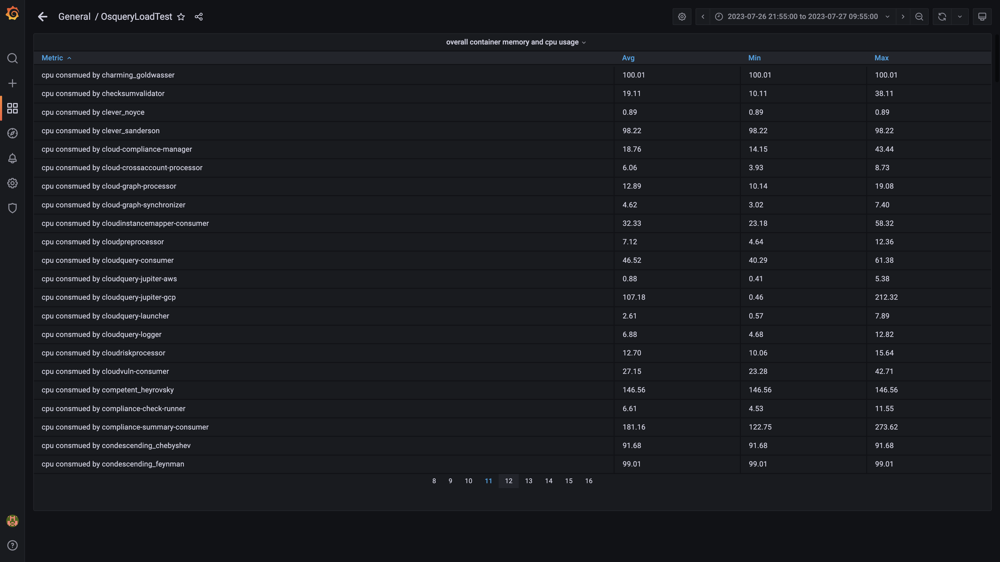 General / OsqueryLoadTest
2023-07-26 21:55:00 to 2023-07-27 09:55:00
overall container memory and cpu usage
Metric Avg Min Max
cpu consmued by charming_goldwasser 100.01 100.01 100.01
cpu consmued by checksumvalidator 19.11 10.11 38.11
cpu consmued by clever_noyce 0.89 0.89 0.89
cpu consmued by clever_sanderson 98.22 98.22 98.22
cpu consmued by cloud-compliance-manager 18.76 14.15 43.44
cpu consmued by cloud-crossaccount-processor 6.06 3.93 8.73
cpu consmued by cloud-graph-processor 12.89 10.14 19.08
cpu consmued by cloud-graph-synchronizer 4.62 3.02 7.40
cpu consmued by cloudinstancemapper-consumer 32.33 23.18 58.32
cpu consmued by cloudpreprocessor 7.12 4.64 12.36
cpu consmued by cloudquery-consumer 46.52 40.29 61.38
cpu consmued by cloudquery-jupiter-aws 0.88 0.41 5.38
cpu consmued by cloudquery-jupiter-gcp 107.18 0.46 212.32
cpu consmued by cloudquery-launcher 2.61 0.57 7.89
cpu consmued by cloudquery-logger 6.88 4.68 12.82
cpu consmued by cloudriskprocessor 12.70 10.06 15.64
cpu consmued by cloudvuln-consumer 27.15 23.28 42.71
cpu consmued by competent_heyrovsky 146.56 146.56 146.56
cpu consmued by compliance-check-runner 6.61 4.53 11.55
cpu consmued by compliance-summary-consumer 181.16 122.75 273.62
cpu consmued by condescending_chebyshev 91.68 91.68 91.68
cpu consmued by condescending_feynman 99.01 99.01 99.01
8 9 10 11 12 13 14 15 16